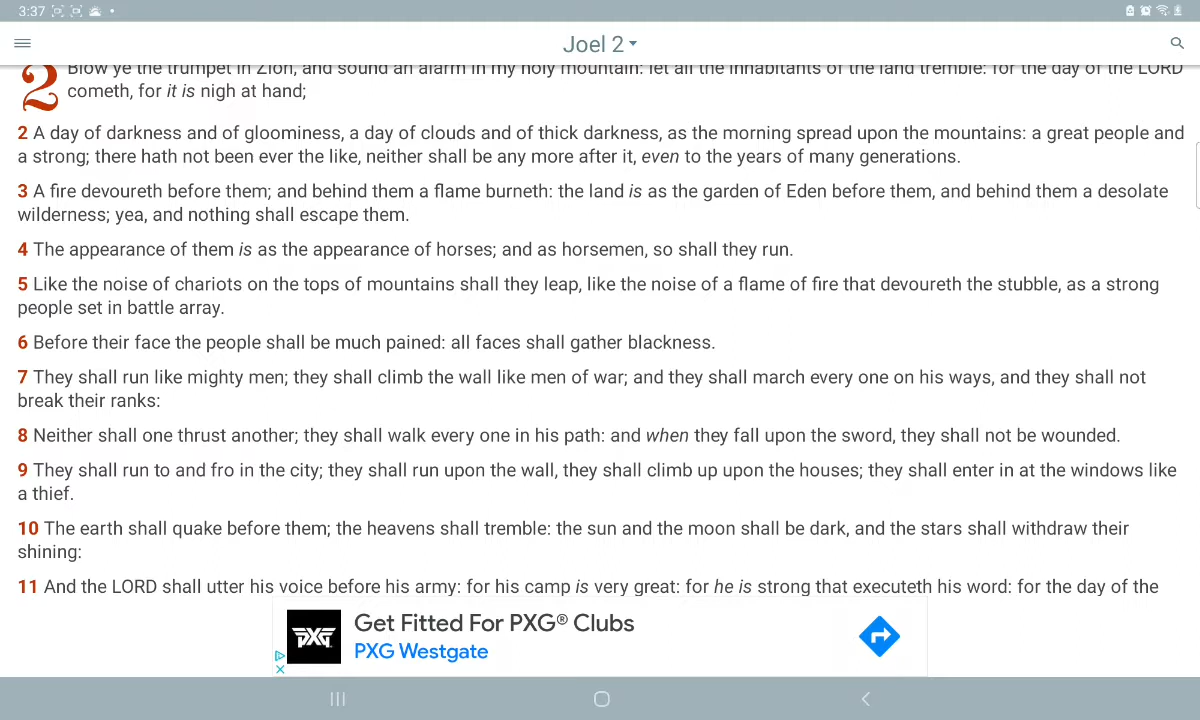 3:37
Joel 2
2 Blow ye the trumpet in Zion, and sound an alarm in my holy mountain: let all the inhabitants of the land tremble: for the day of the LORD
cometh, for it is nigh at hand;
2 A day of darkness and of gloominess, a day of clouds and of thick darkness, as the morning spread upon the mountains: a great people and
a strong; there hath not been ever the like, neither shall be any more after it, even to the years of many generations.
3 A fire devoureth before them; and behind them a flame burneth: the land is as the garden of Eden before them, and behind them a desolate
wilderness; yea, and nothing shall escape them.
4 The appearance of them is as the appearance of horses; and as horsemen, so shall they run.
5 Like the noise of chariots on the tops of mountains shall they leap, like the noise of a flame of fire that devoureth the stubble, as a strong
people set in battle array.
6 Before their face the people shall be much pained: all faces shall gather blackness.
7 They shall run like mighty men; they shall climb the wall like men of war; and they shall march every one on his ways, and they shall not
break their ranks:
8 Neither shall one thrust another; they shall walk every one in his path: and when they fall upon the sword, they shall not be wounded.
9 They shall run to and fro in the city; they shall run upon the wall, they shall climb up upon the houses; they shall enter in at the windows like
a thief.
10 The earth shall quake before them; the heavens shall tremble: the sun and the moon shall be dark, and the stars shall withdraw their
shining:
11 And the LORD shall utter his voice before his army: for his camp is very great: for he is strong that executeth his word: for the day of the
PXG
Get Fitted For PXG® Clubs
PXG Westgate